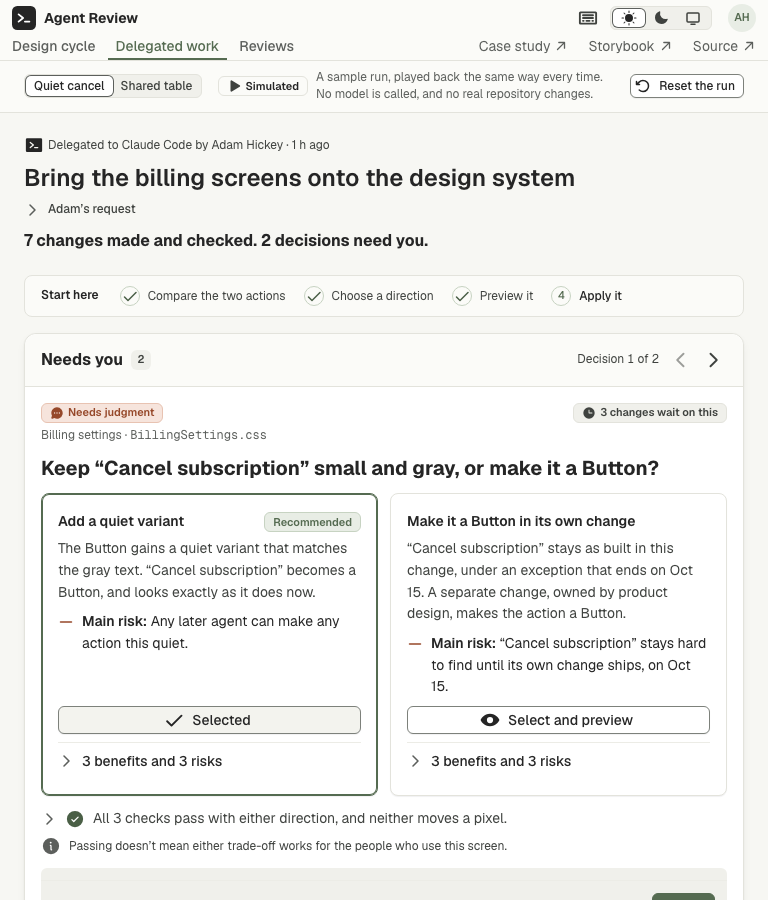 Agent Review
AH
Design cycle
Delegated work
Reviews
Case study
Storybook
Source
Quiet cancel
Shared table
Simulated
A sample run, played back the same way every time.
No model is called, and no real repository changes.
Reset the run
Delegated to Claude Code by Adam Hickey · 1 h ago
Bring the billing screens onto the design system
Adam’s request
7 changes made and checked. 2 decisions need you.
Start here
Compare the two actions
Choose a direction
Preview it
4
Apply it
Needs you
2
Decision 1 of 2
Needs judgment
3 changes wait on this
Billing settings · BillingSettings.css
Keep “Cancel subscription” small and gray, or make it a Button?
Add a quiet variant
Recommended
The Button gains a quiet variant that matches
the gray text. “Cancel subscription” becomes a
Button, and looks exactly as it does now.
Main risk: Any later agent can make any
action this quiet.
Selected
3 benefits and 3 risks
Make it a Button in its own change
“Cancel subscription” stays as built in this
change, under an exception that ends on Oct
15. A separate change, owned by product
design, makes the action a Button.
Main risk: “Cancel subscription” stays hard
to find until its own change ships, on Oct
15.
Select and preview
3 benefits and 3 risks
All 3 checks pass with either direction, and neither moves a pixel.
Passing doesn’t mean either trade-off works for the people who use this screen.